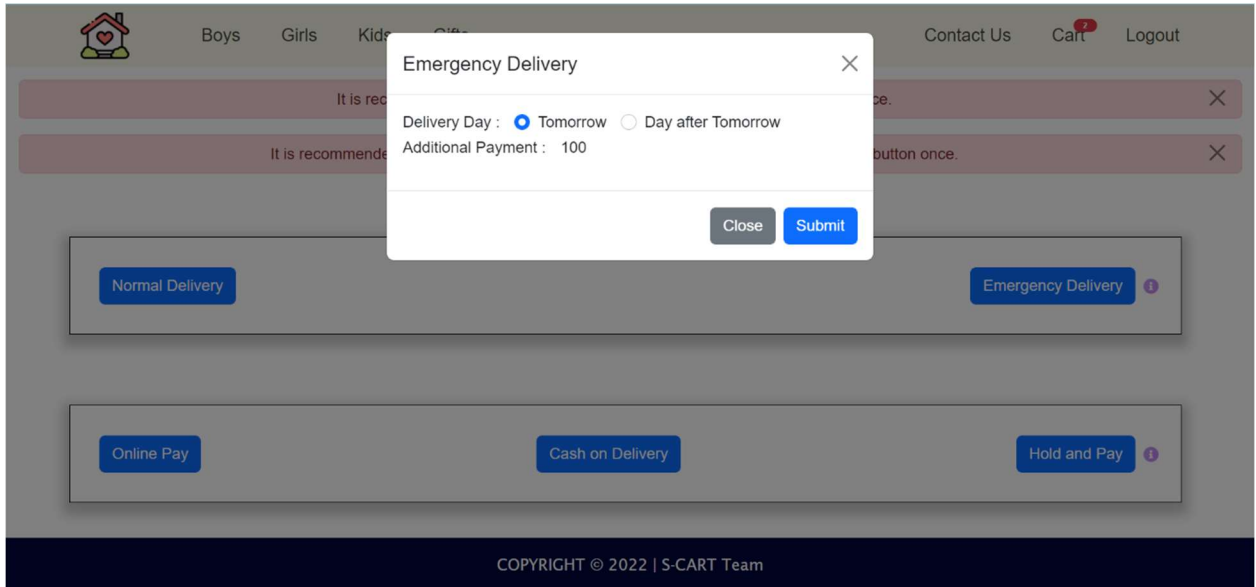 Boys Girls Kids Contact Us Cart 2 Logout
Emergency Delivery
It is rec ce.
Delivery Day : Tomorrow Day after Tomorrow
Additional Payment : 100
It is recommende button once.
Close Submit
Normal Delivery Emergency Delivery
Online Pay Cash on Delivery Hold and Pay
COPYRIGHT © 2022 | S-CART Team